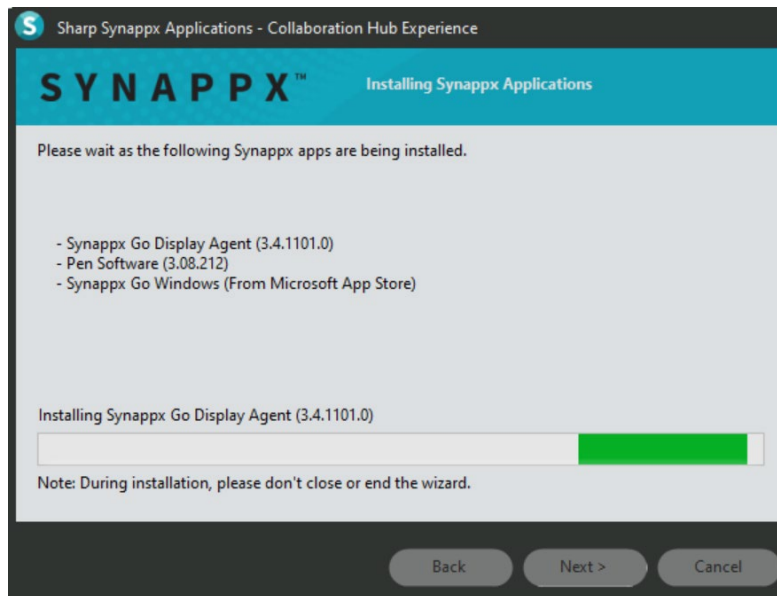 S Sharp Synappx Applications - Collaboration Hub Experience
SYNAPPX™ Installing Synappx Applications
Please wait as the following Synappx apps are being installed.
- Synappx Go Display Agent (3.4.1101.0)
- Pen Software (3.08.212)
- Synappx Go Windows (From Microsoft App Store)
Installing Synappx Go Display Agent (3.4.1101.0)
Note: During installation, please don't close or end the wizard.
Back Next > Cancel